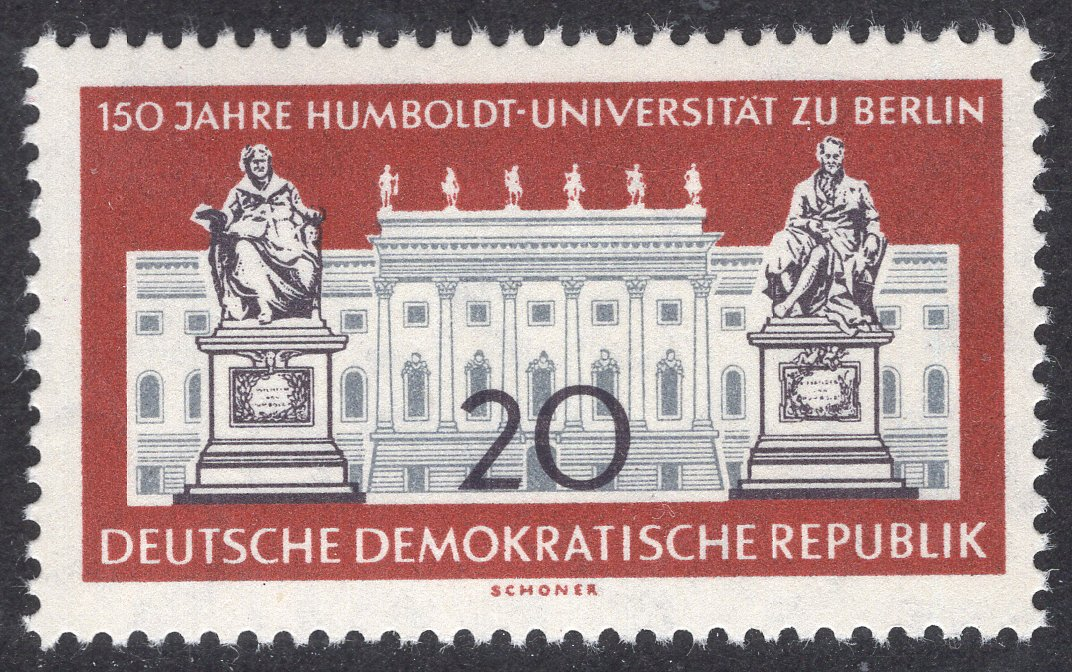 150 JAHRE HUMBOLDT-UNIVERSITÄT ZU BERLIN
20
DEUTSCHE DEMOKRATISCHE REPUBLIK
SCHONER